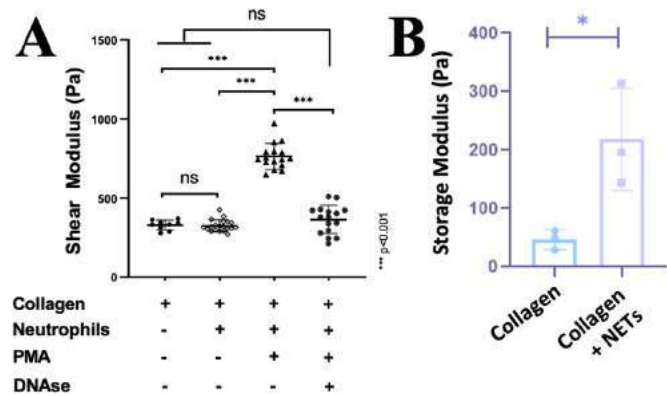 A
ns
***
***
***
ns
Shear Modulus (Pa)
1500
1000
500
0
*** p<0.001
Collagen + + + +
Neutrophils - + + +
PMA - - + +
DNAse - - - +
B
*
Storage Modulus (Pa)
400
300
200
100
0
Collagen
Collagen
+ NETs